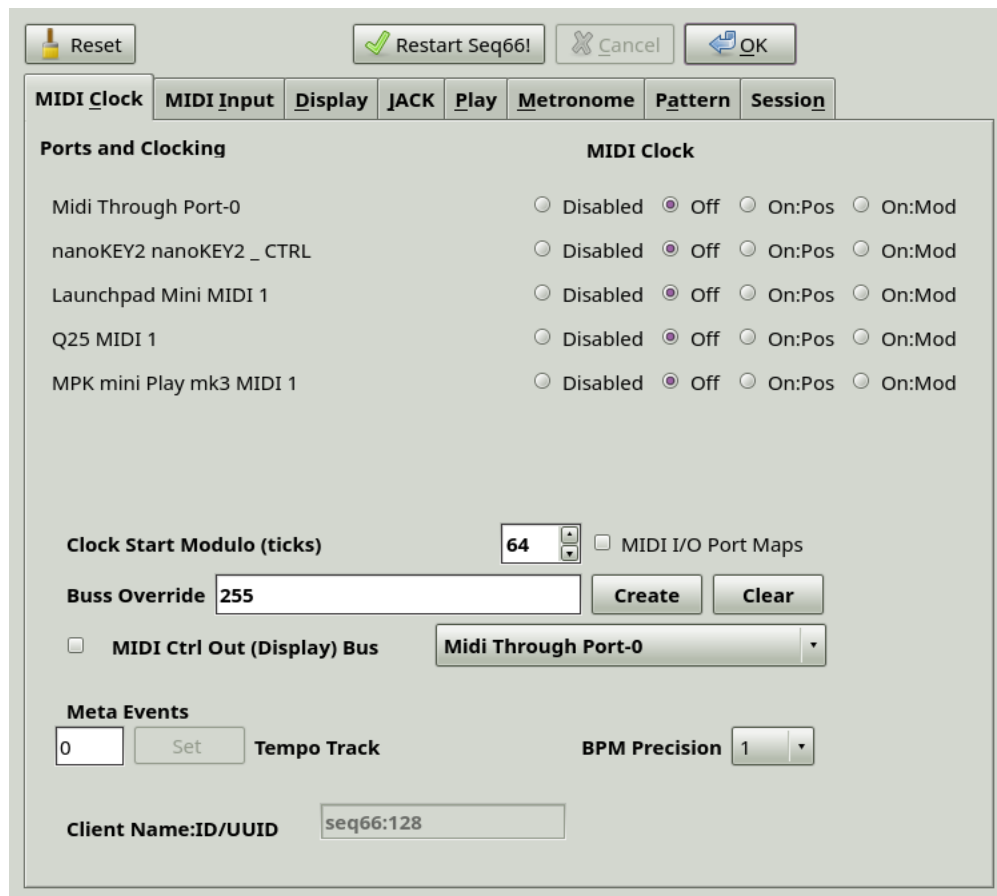 Reset Restart Seq66! Cancel OK
MIDI Clock MIDI Input Display JACK Play Metronome Pattern Session
Ports and Clocking MIDI Clock
Midi Through Port-0 Disabled Off On:Pos On:Mod
nanoKEY2 nanoKEY2 _ CTRL Disabled Off On:Pos On:Mod
Launchpad Mini MIDI 1 Disabled Off On:Pos On:Mod
Q25 MIDI 1 Disabled Off On:Pos On:Mod
MPK mini Play mk3 MIDI 1 Disabled Off On:Pos On:Mod
Clock Start Modulo (ticks) 64 MIDI I/O Port Maps
Buss Override 255 Create Clear
MIDI Ctrl Out (Display) Bus Midi Through Port-0
Meta Events
0 Set Tempo Track BPM Precision 1
Client Name:ID/UUID seq66:128